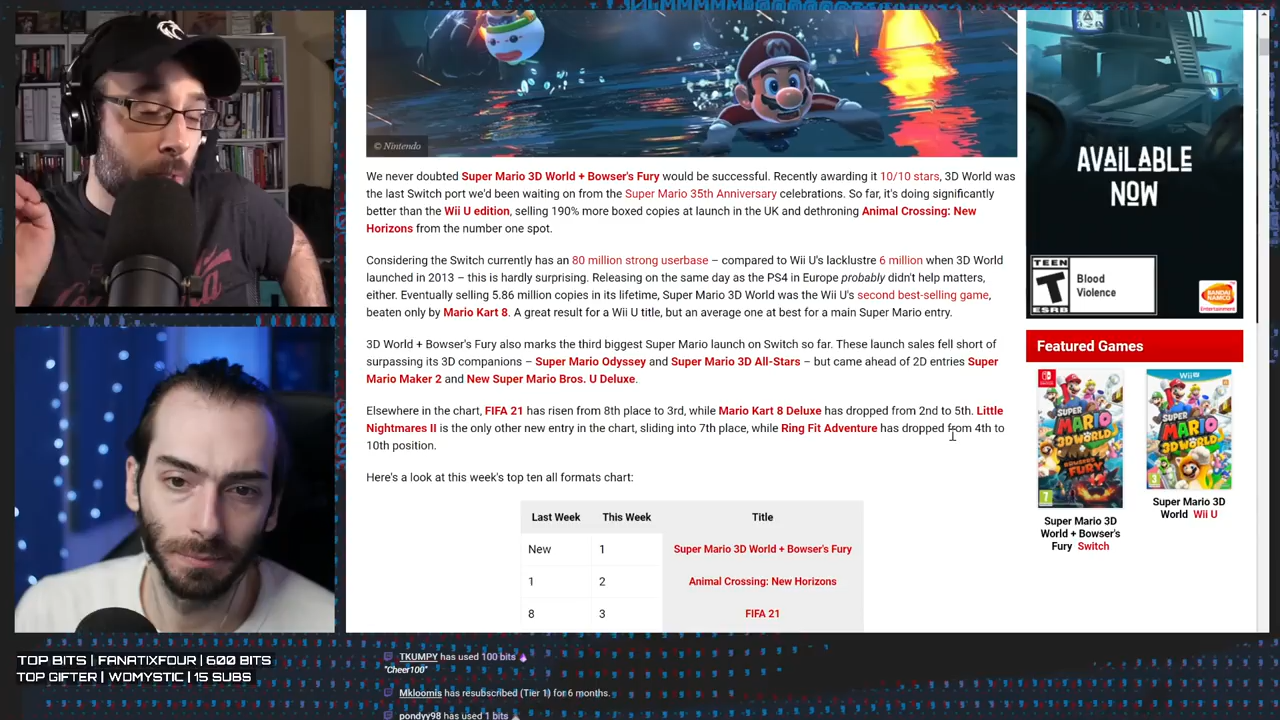 © Nintendo
We never doubted Super Mario 3D World + Bowser's Fury would be successful. Recently awarding it 10/10 stars, 3D World was
the last Switch port we'd been waiting on from the Super Mario 35th Anniversary celebrations. So far, it's doing significantly
better than the Wii U edition, selling 190% more boxed copies at launch in the UK and dethroning Animal Crossing: New
Horizons from the number one spot.
Considering the Switch currently has an 80 million strong userbase – compared to Wii U's lacklustre 6 million when 3D World
launched in 2013 – this is hardly surprising. Releasing on the same day as the PS4 in Europe probably didn't help matters,
either. Eventually selling 5.86 million copies in its lifetime, Super Mario 3D World was the Wii U's second best-selling game,
beaten only by Mario Kart 8. A great result for a Wii U title, but an average one at best for a main Super Mario entry.
3D World + Bowser's Fury also marks the third biggest Super Mario launch on Switch so far. These launch sales fell short of
surpassing its 3D companions – Super Mario Odyssey and Super Mario 3D All-Stars – but came ahead of 2D entries Super
Mario Maker 2 and New Super Mario Bros. U Deluxe.
Elsewhere in the chart, FIFA 21 has risen from 8th place to 3rd, while Mario Kart 8 Deluxe has dropped from 2nd to 5th. Little
Nightmares II is the only other new entry in the chart, sliding into 7th place, while Ring Fit Adventure has dropped from 4th to
10th position.
Here's a look at this week's top ten all formats chart:
Last Week This Week Title
New 1 Super Mario 3D World + Bowser's Fury
1 2 Animal Crossing: New Horizons
8 3 FIFA 21
AVAILABLE
NOW
TEEN
T
ESRB
Blood
Violence
BANDAI
NAMCO
Entertainment
Featured Games
SUPER
MARIO
3DWORLD
BOWSER'S
FURY
7
Wii U
SUPER
MARIO
3DWORLD
3
Super Mario 3D
World + Bowser's
Fury Switch
Super Mario 3D
World Wii U
TOP BITS | FANATIXFOUR | 600 BITS
TOP GIFTER | WDMYSTIC | 15 SUBS
TKUMPY has used 100 bits
"Cheer100"
Mkloomis has resubscribed (Tier 1) for 6 months.
pondyy98 has used 1 bits